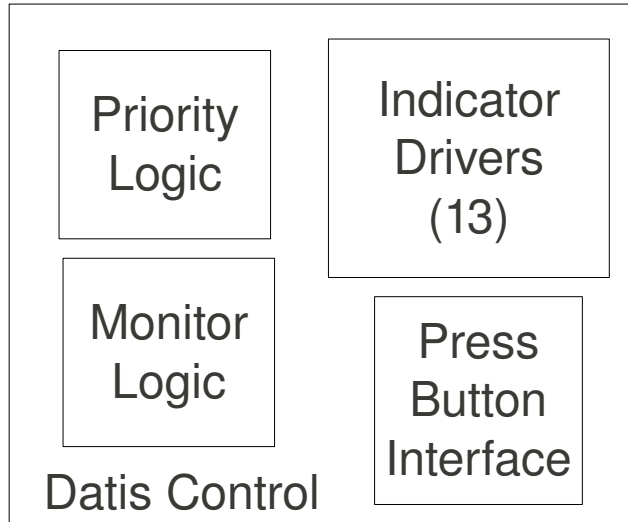 Priority
Logic
Indicator
Drivers
(13)
Monitor
Logic
Press
Button
Interface
Datis Control